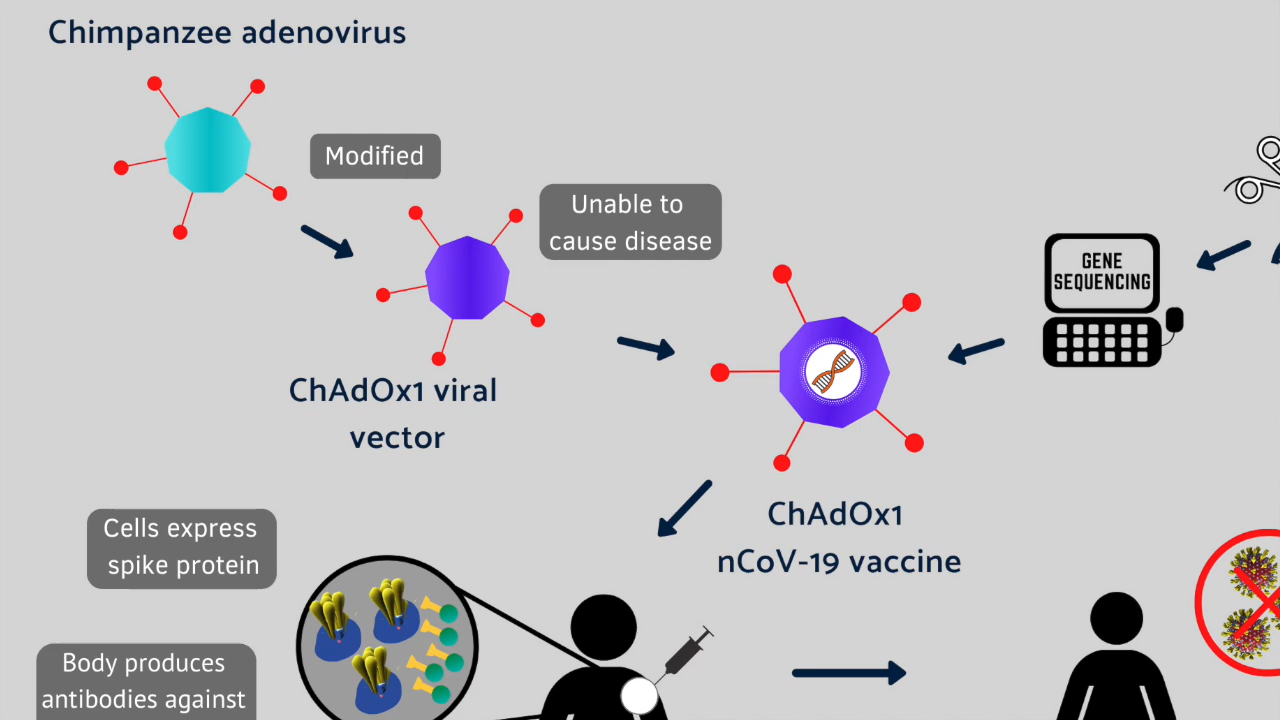 Chimpanzee adenovirus
Modified
Unable to
cause disease
GENE
SEQUENCING
ChAdOx1 viral
vector
ChAdOx1
nCoV-19 vaccine
Cells express
spike protein
Body produces
antibodies against